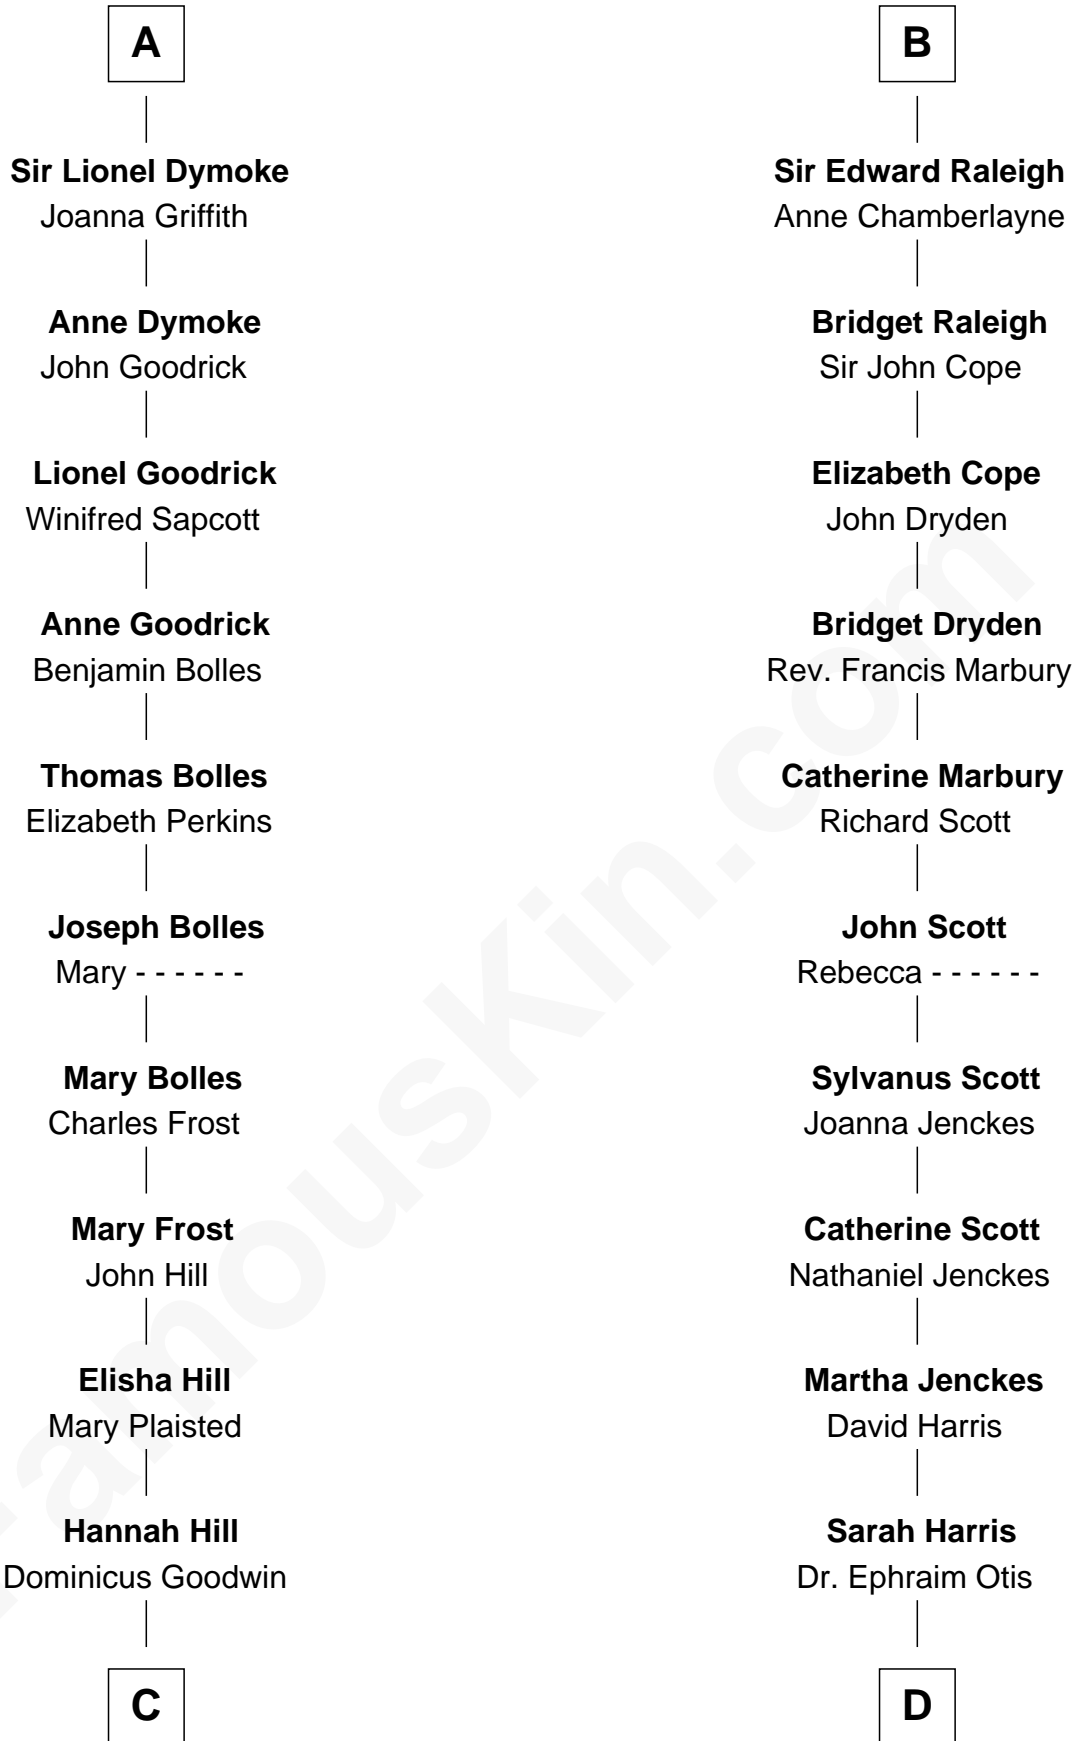 A
Sir Lionel Dymoke
Joanna Griffith
Anne Dymoke
John Goodrick
Lionel Goodrick
Winifred Sapcott
Anne Goodrick
Benjamin Bolles
Thomas Bolles
Elizabeth Perkins
Joseph Bolles
Mary - - - - - -
Mary Bolles
Charles Frost
Mary Frost
John Hill
Elisha Hill
Mary Plaisted
Hannah Hill
Dominicus Goodwin
C
B
Sir Edward Raleigh
Anne Chamberlayne
Bridget Raleigh
Sir John Cope
Elizabeth Cope
John Dryden
Bridget Dryden
Rev. Francis Marbury
Catherine Marbury
Richard Scott
John Scott
Rebecca - - - - - -
Sylvanus Scott
Joanna Jenckes
Catherine Scott
Nathaniel Jenckes
Martha Jenckes
David Harris
Sarah Harris
Dr. Ephraim Otis
D
FamousKin.com